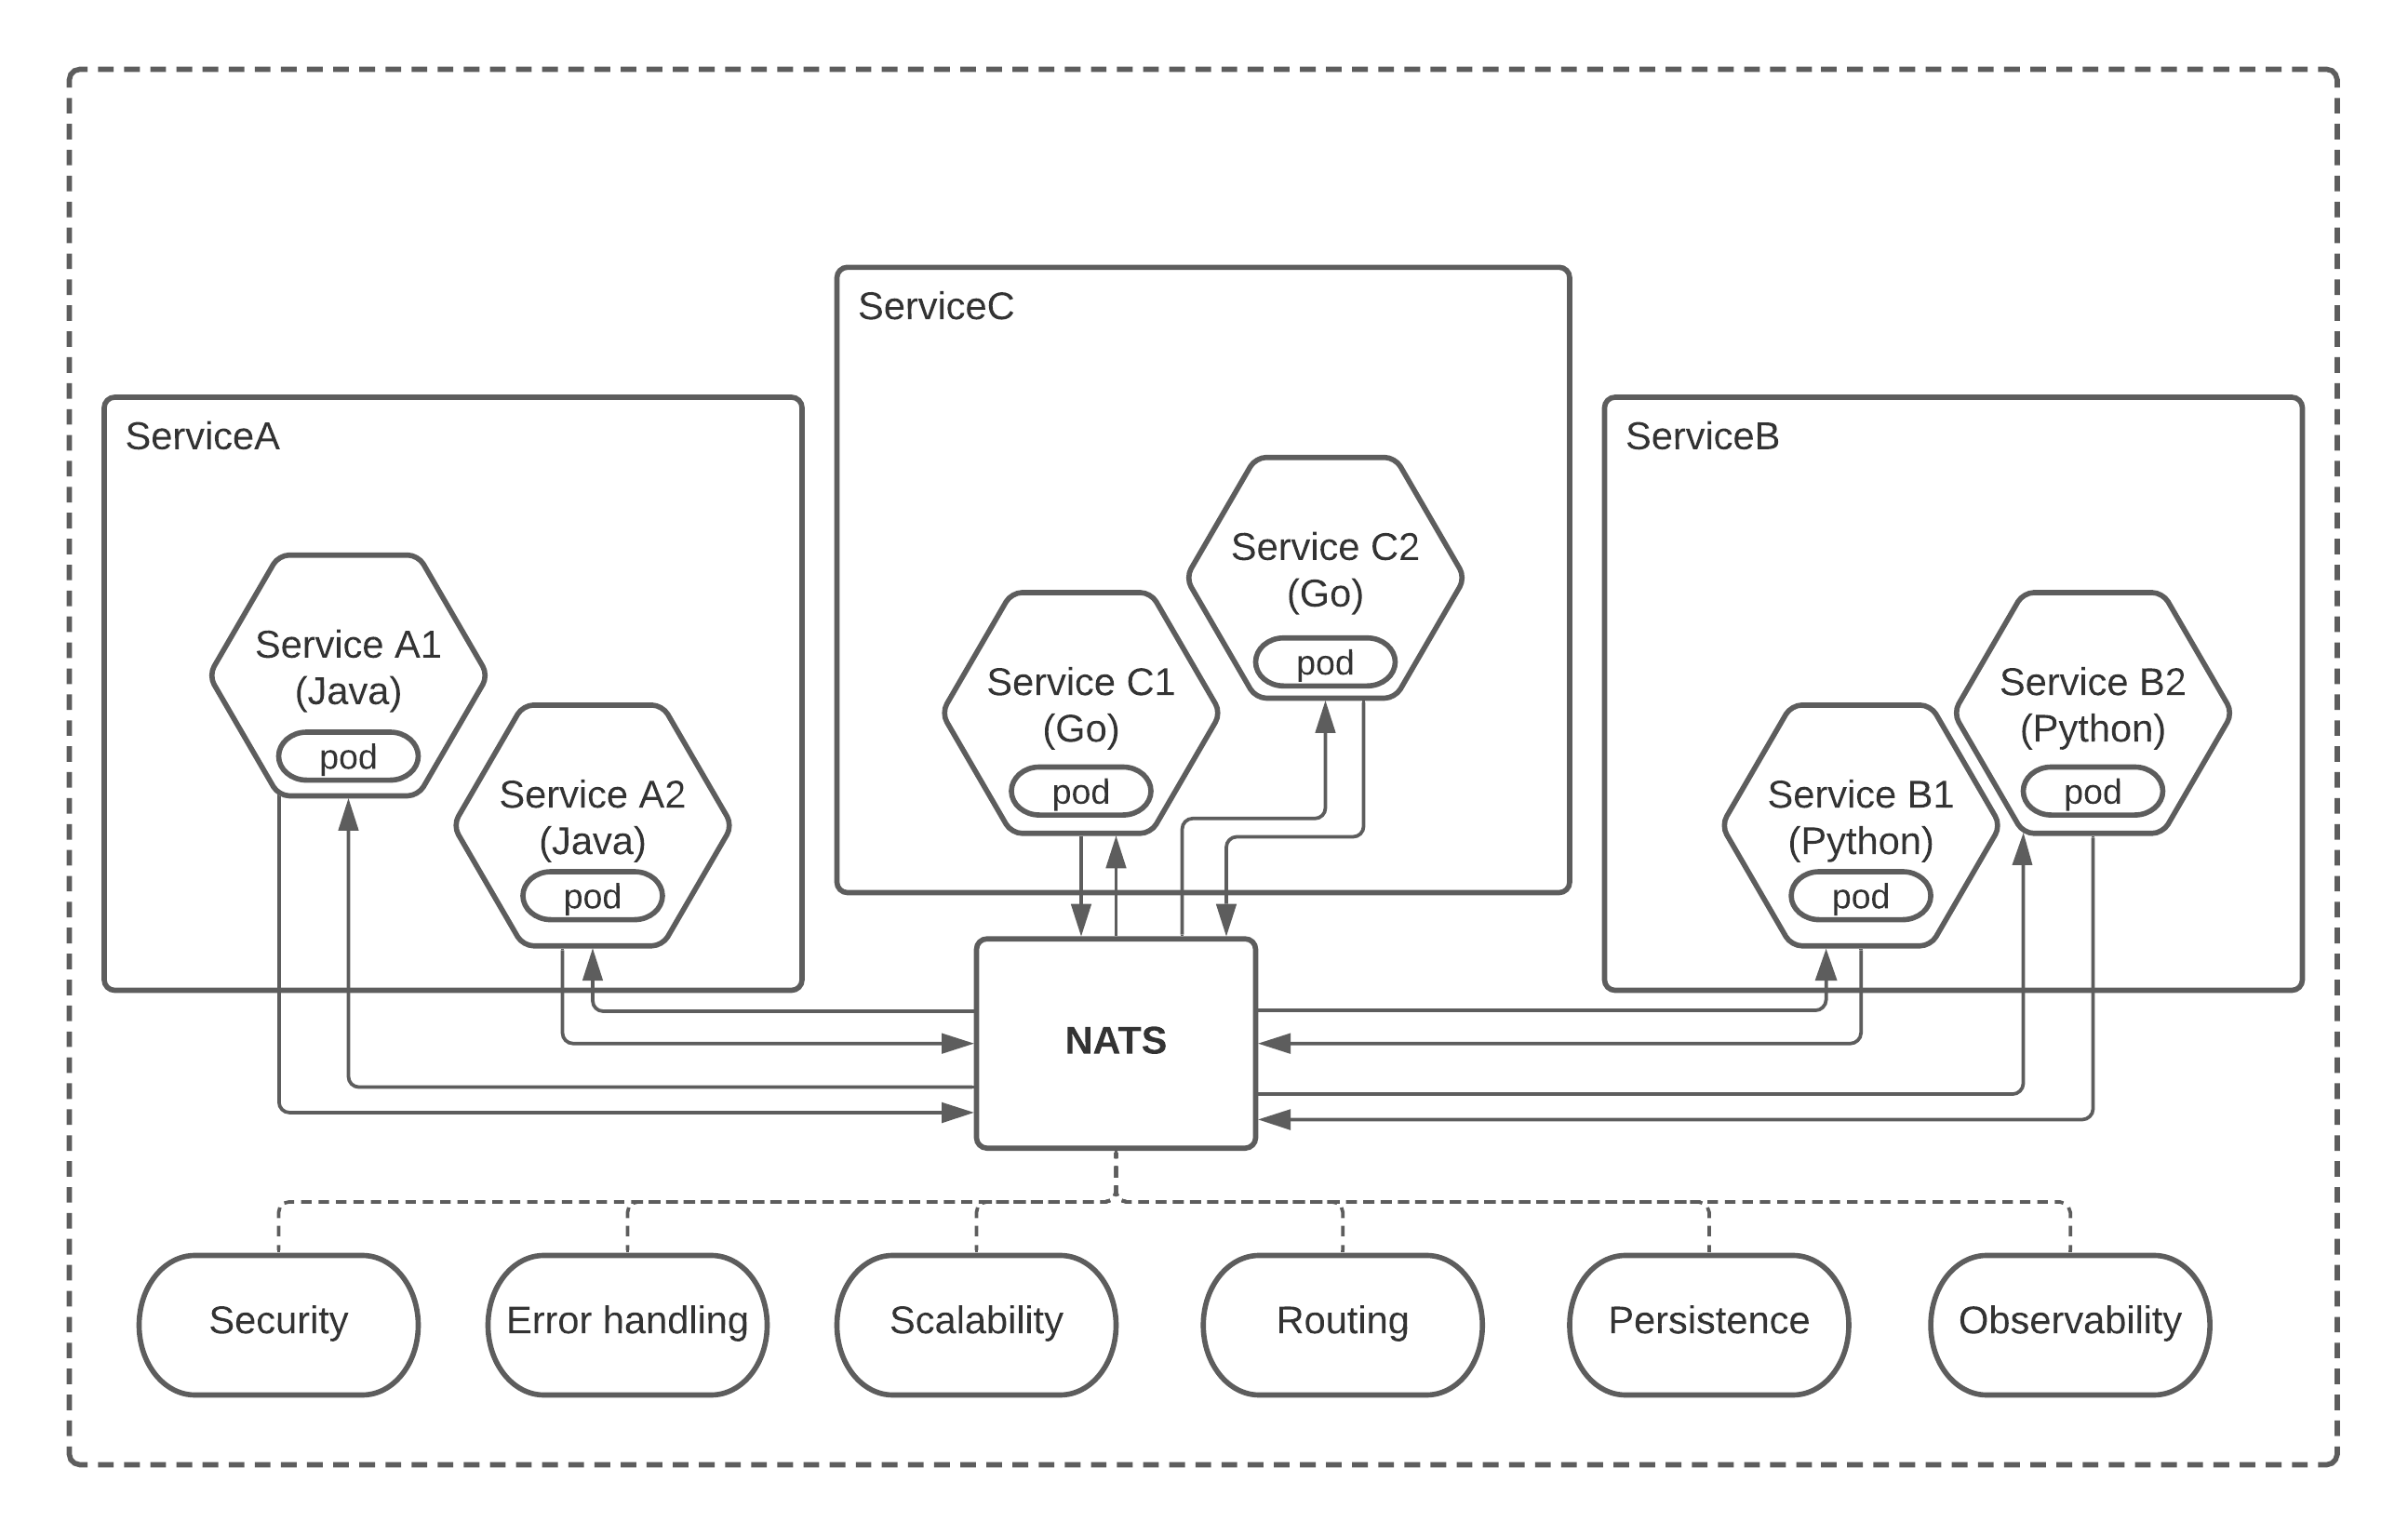 ServiceC
Service C2
(Go)
pod
Service C1
(Go)
pod
ServiceA
Service A1
(Java)
pod
Service A2
(Java)
pod
ServiceB
Service B2
(Python)
pod
Service B1
(Python)
pod
NATS
Security
Error handling
Scalability
Routing
Persistence
Observability